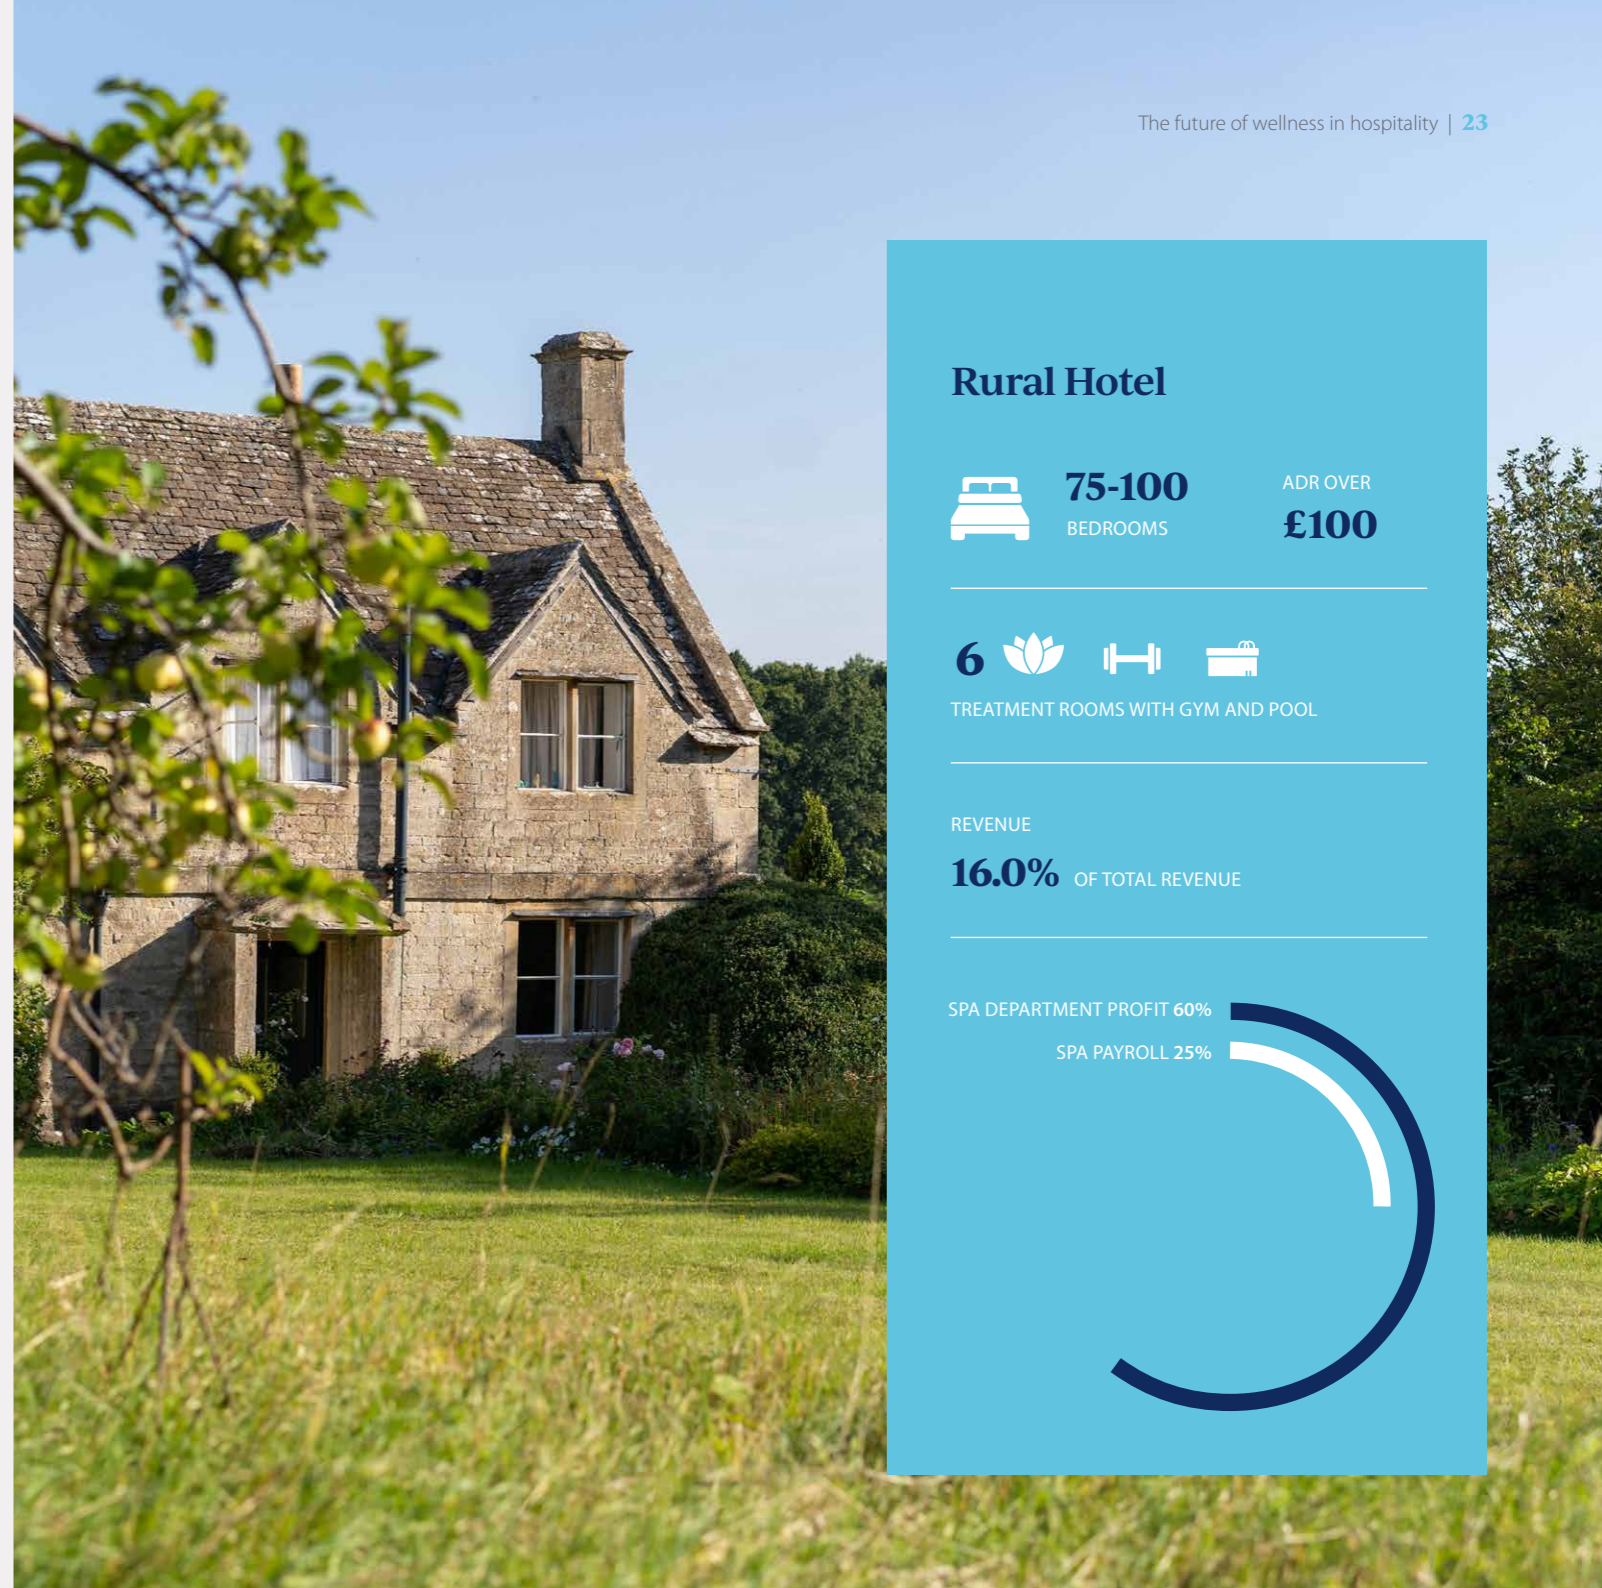 The future of wellness in hospitality | 23
Rural Hotel
75-100
BEDROOMS
ADR OVER
£100
6
TREATMENT ROOMS WITH GYM AND POOL
REVENUE
16.0% OF TOTAL REVENUE
SPA DEPARTMENT PROFIT 60%
SPA PAYROLL 25%